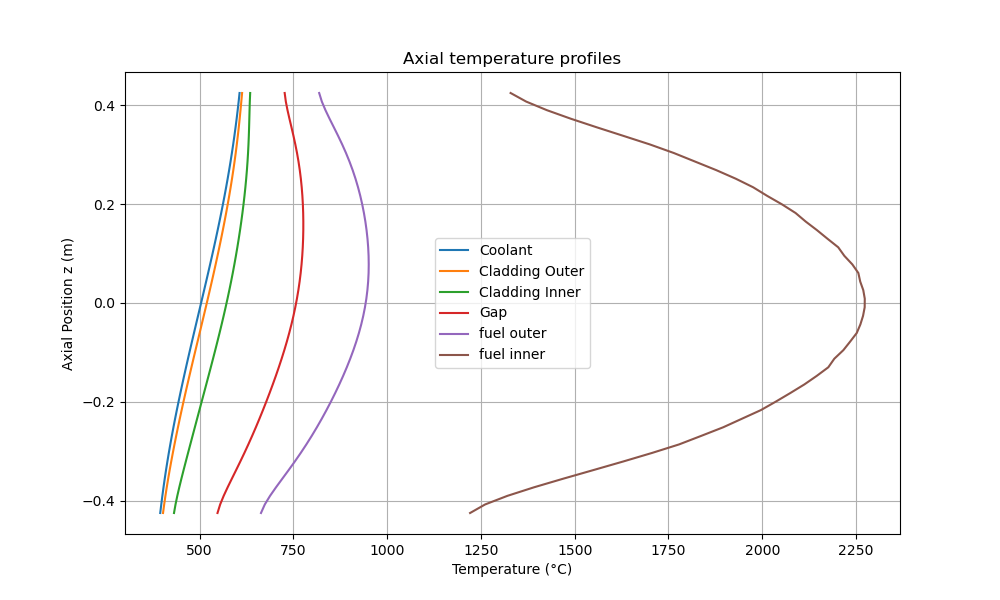 Axial temperature profiles
Axial Position z (m)
0.4
0.2
0.0
−0.2
−0.4
Coolant
Cladding Outer
Cladding Inner
Gap
fuel outer
fuel inner
500 750 1000 1250 1500 1750 2000 2250
Temperature (°C)